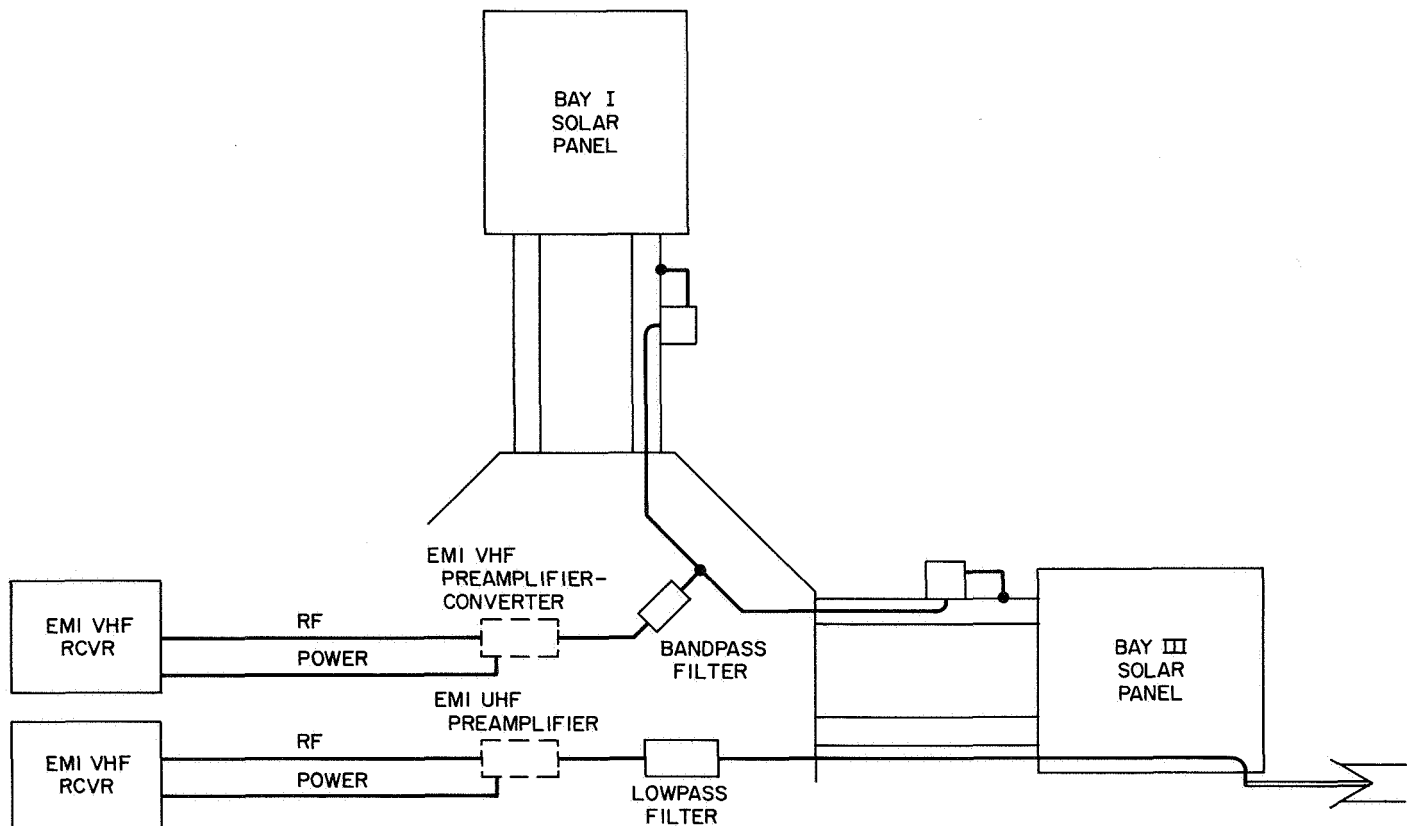 BAY I
SOLAR
PANEL
EMI VHF
PREAMPLIFIER-
CONVERTER
EMI VHF
RCVR
RF
POWER
BANDPASS
FILTER
BAY III
SOLAR
PANEL
EMI UHF
PREAMPLIFIER
EMI VHF
RCVR
RF
POWER
LOWPASS
FILTER